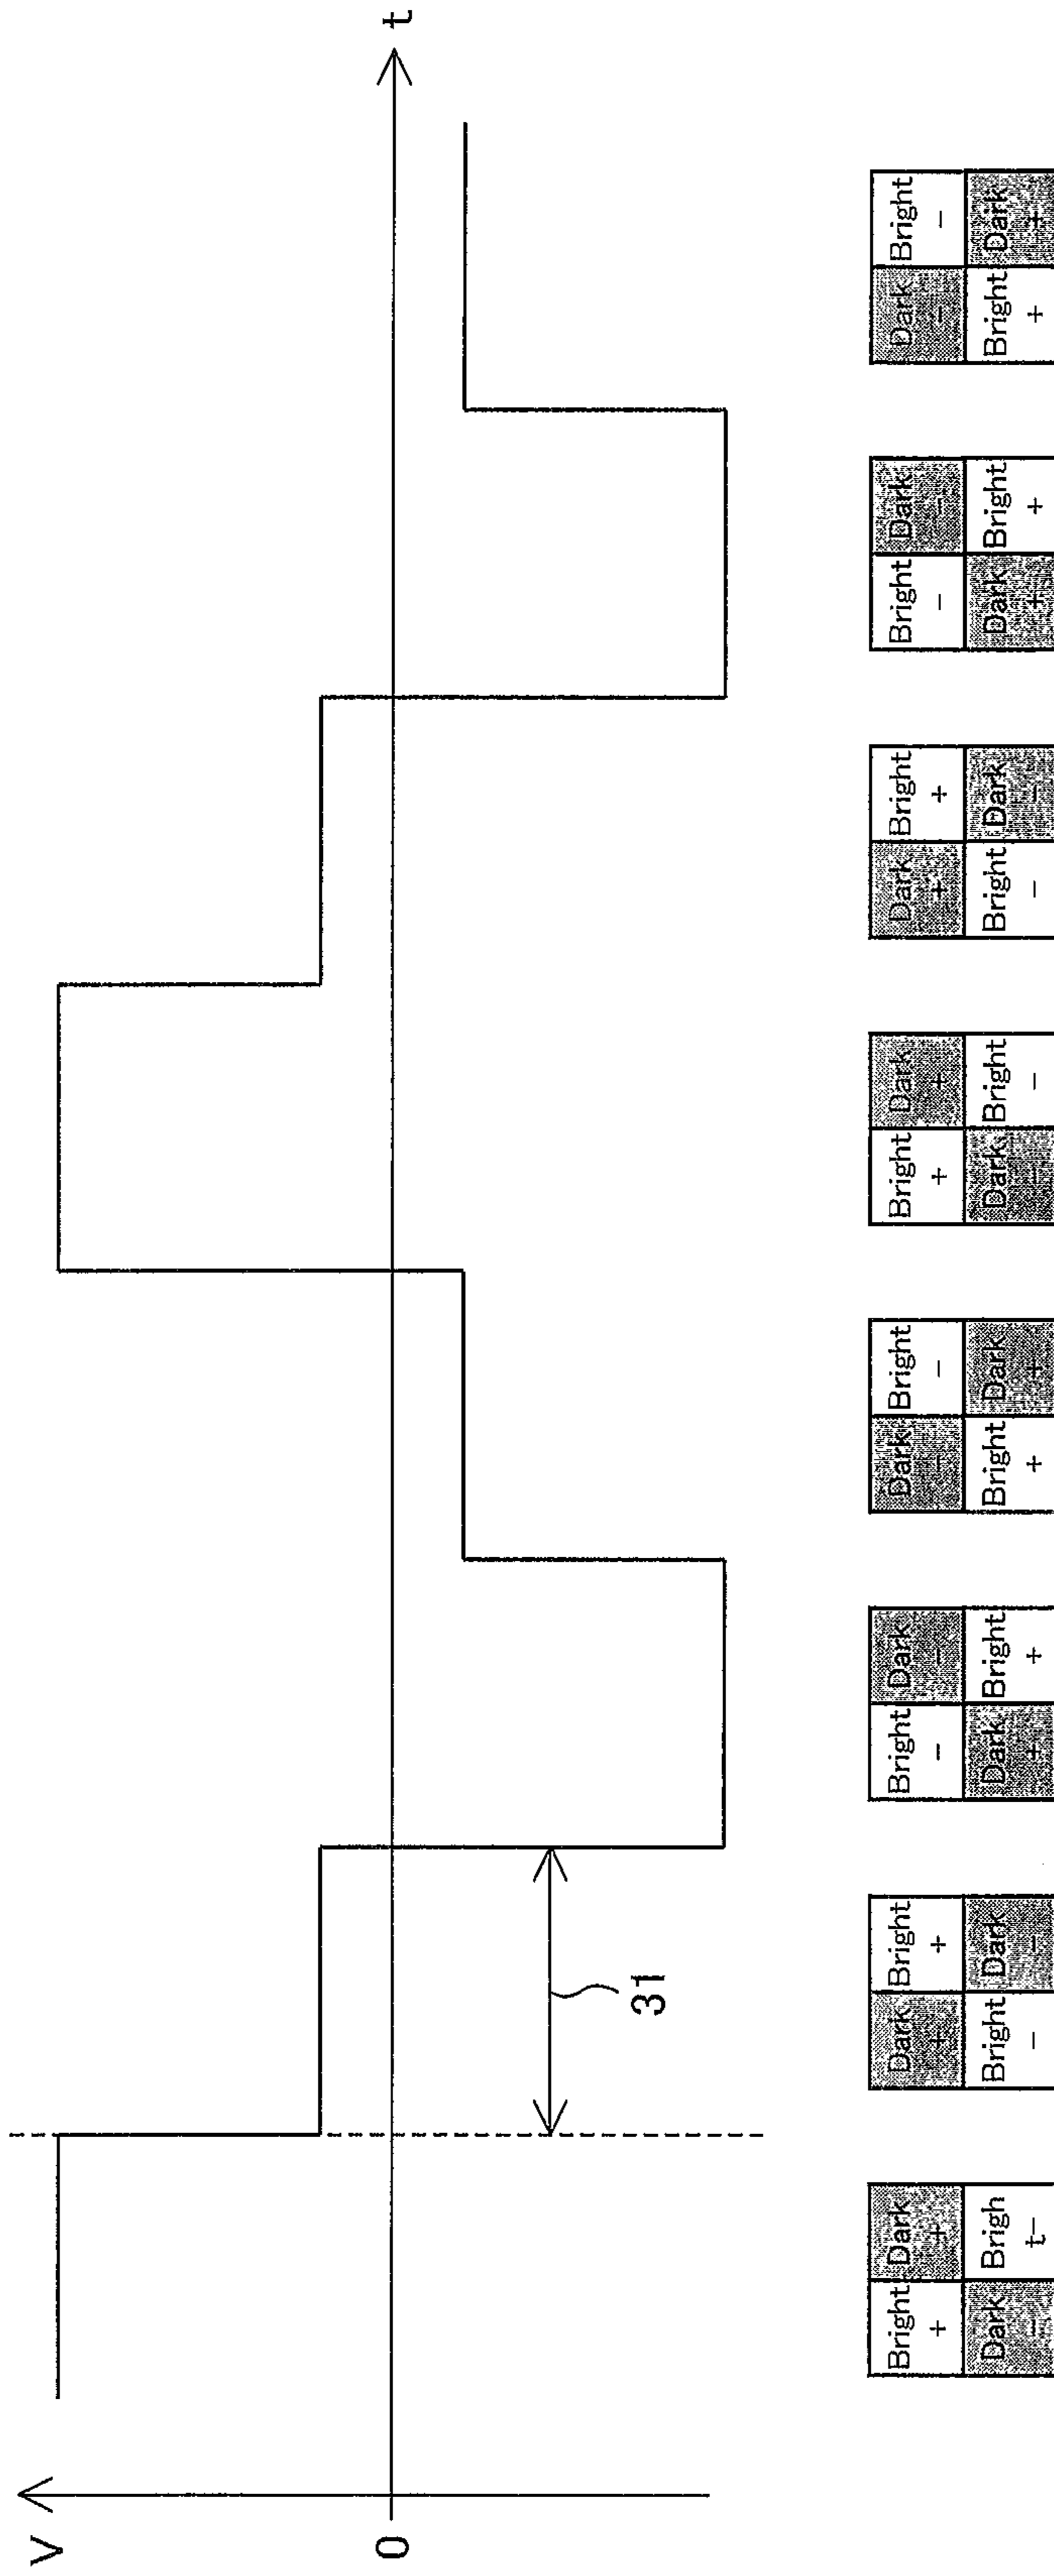 V
0
t
31
Bright Dark Dark Bright Bright Dark Dark Bright Bright Dark Dark Bright Bright Dark Dark Bright
+ + + + − − − − + + + + − − − −
Dark Brigh Bright Dark Dark Bright Bright Dark Dark Bright Bright Dark Dark Bright Bright Dark
− t− − − + + + + − − − − + + + +